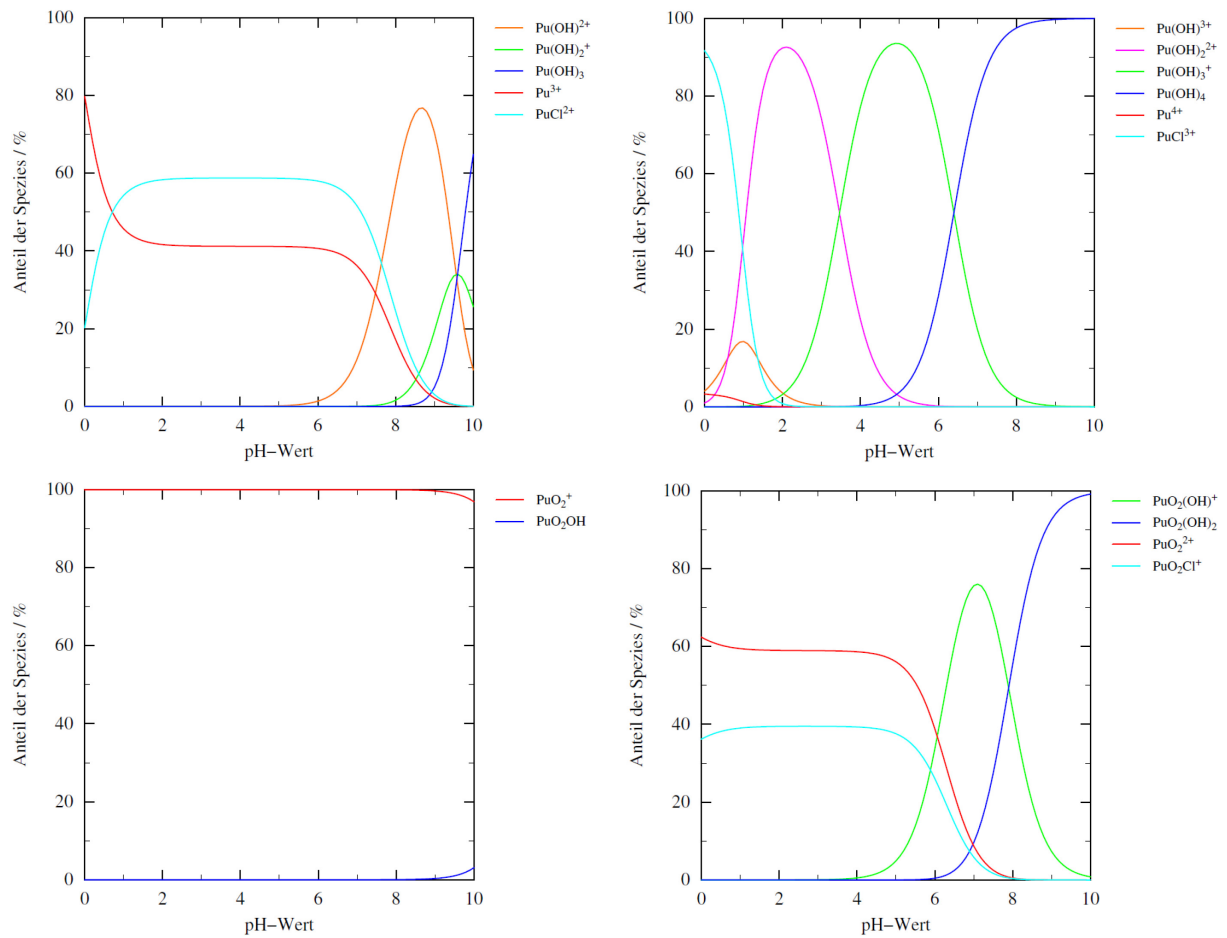 100
80
60
40
20
0
Anteil der Spezies / %
0 2 4 6 8 10
pH–Wert
Pu(OH)²⁺
Pu(OH)₂⁺
Pu(OH)₃
Pu³⁺
PuCl²⁺
100
80
60
40
20
0
Anteil der Spezies / %
0 2 4 6 8 10
pH–Wert
Pu(OH)³⁺
Pu(OH)₂²⁺
Pu(OH)₃⁺
Pu(OH)₄
Pu⁴⁺
PuCl³⁺
100
80
60
40
20
0
Anteil der Spezies / %
0 2 4 6 8 10
pH–Wert
PuO₂⁺
PuO₂OH
100
80
60
40
20
0
Anteil der Spezies / %
0 2 4 6 8 10
pH–Wert
PuO₂(OH)⁺
PuO₂(OH)₂
PuO₂²⁺
PuO₂Cl⁺